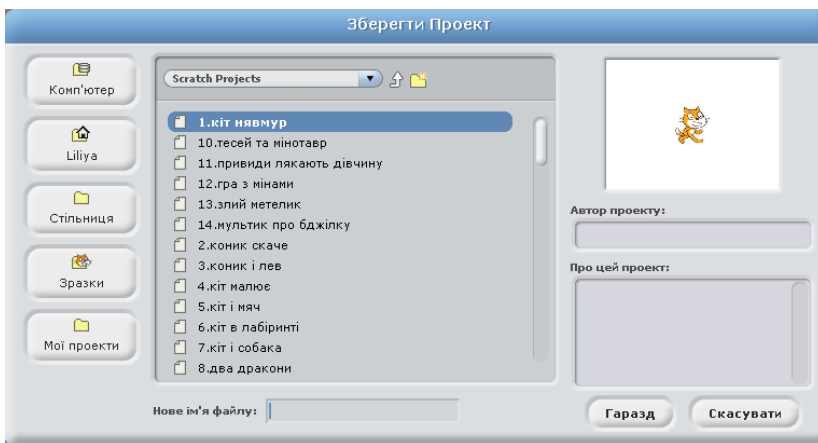 Зберегти Проект
Комп'ютер
Liliya
Стільниця
Зразки
Мої проекти
Scratch Projects
1.кіт нявмур
10.тесей та мінотавр
11.привиди лякають дівчину
12.гра з мінами
13.злий метелик
14.мультик про бджілку
2.коник скаче
3.коник і лев
4.кіт малює
5.кіт і мяч
6.кіт в лабіринті
7.кіт і собака
8.два дракони
Нове ім'я файлу:
Автор проекту:
Про цей проект:
Гаразд
Скасувати